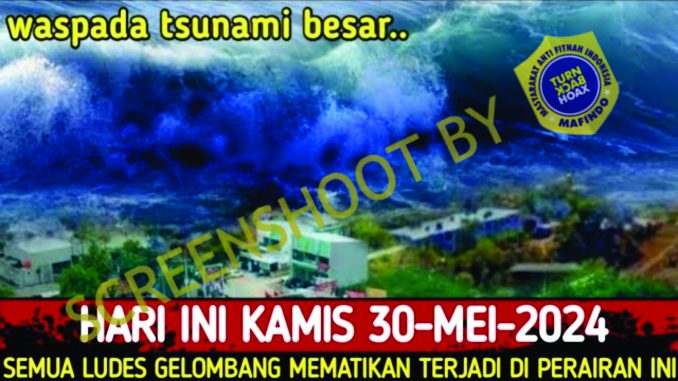 waspada tsunami besar..
MASYARAKAT ANTI FITNAH INDONESIA
TURN
BACK
HOAX
MAFINDO
SCREENSHOOT BY
HARI INI KAMIS 30-MEI-2024
SEMUA LUDES GELOMBANG MEMATIKAN TERJADI DI PERAIRAN INI